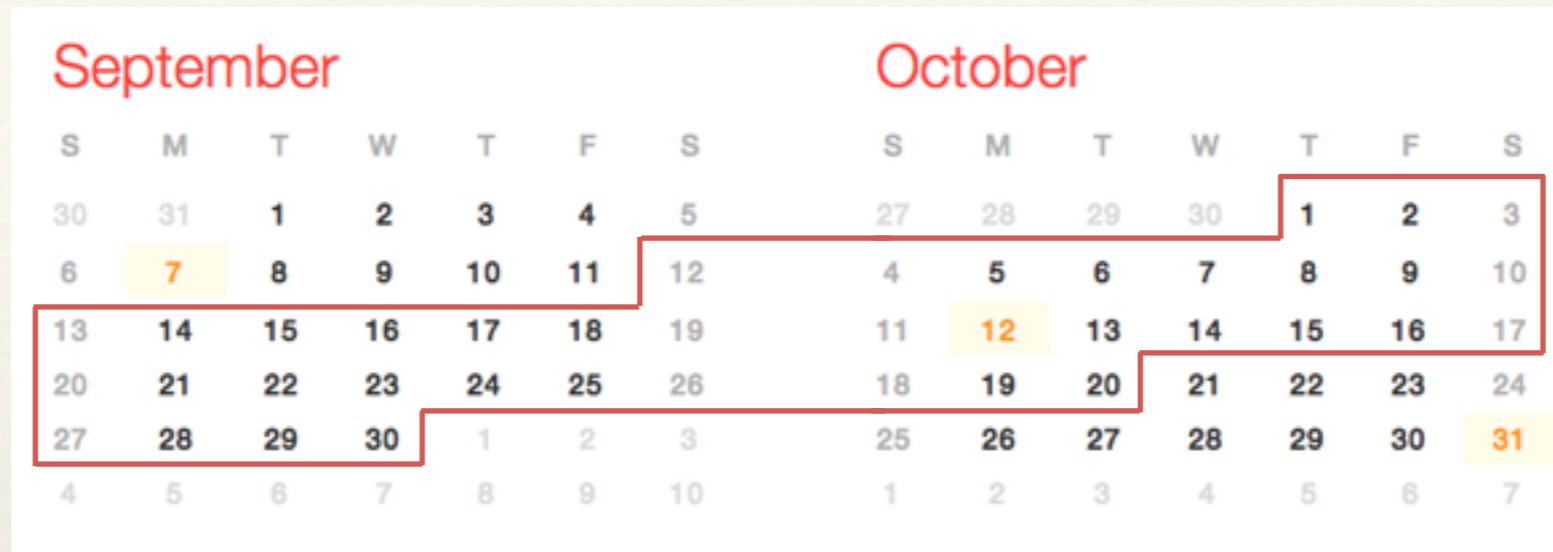 September
S M T W T F S
30 31 1 2 3 4 5
6 7 8 9 10 11 12
13 14 15 16 17 18 19
20 21 22 23 24 25 26
27 28 29 30 1 2 3
4 5 6 7 8 9 10
October
S M T W T F S
27 28 29 30 1 2 3
4 5 6 7 8 9 10
11 12 13 14 15 16 17
18 19 20 21 22 23 24
25 26 27 28 29 30 31
1 2 3 4 5 6 7